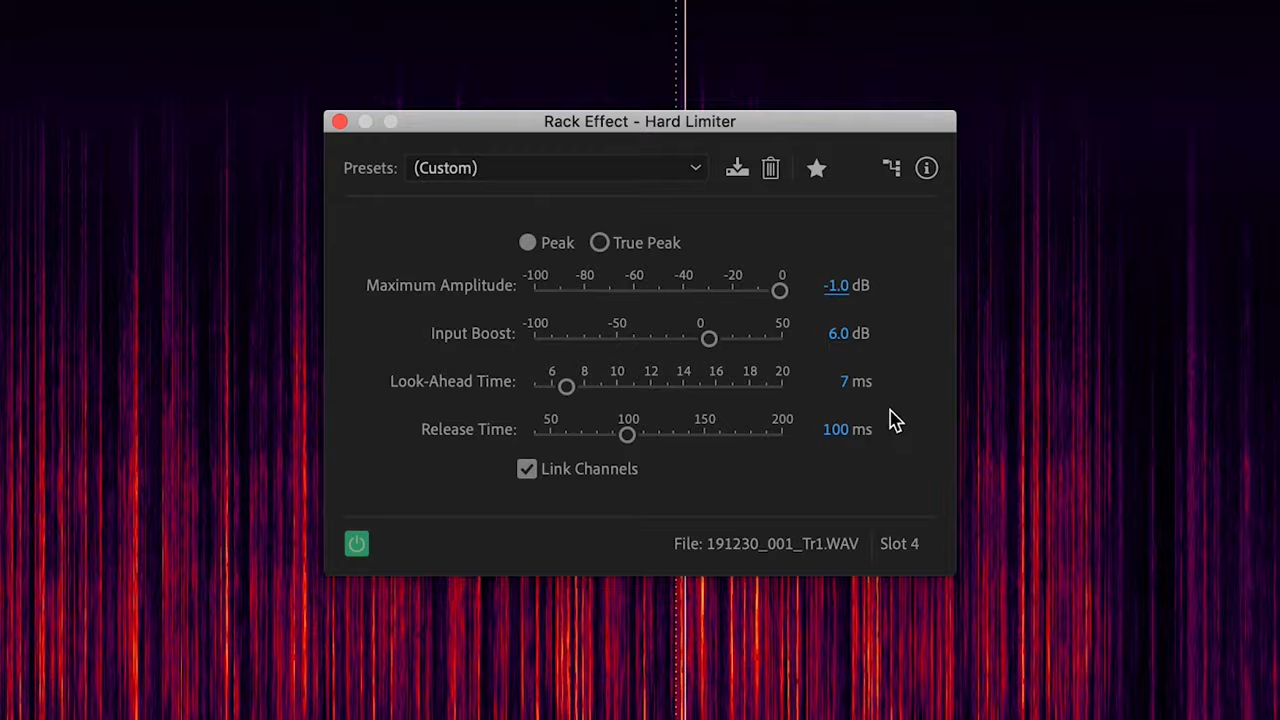 Rack Effect - Hard Limiter
Presets: (Custom)
Peak True Peak
-100 -80 -60 -40 -20 0
Maximum Amplitude: -1.0 dB
-100 -50 0 50
Input Boost: 6.0 dB
6 8 10 12 14 16 18 20
Look-Ahead Time: 7 ms
50 100 150 200
Release Time: 100 ms
Link Channels
File: 191230_001_Tr1.WAV Slot 4